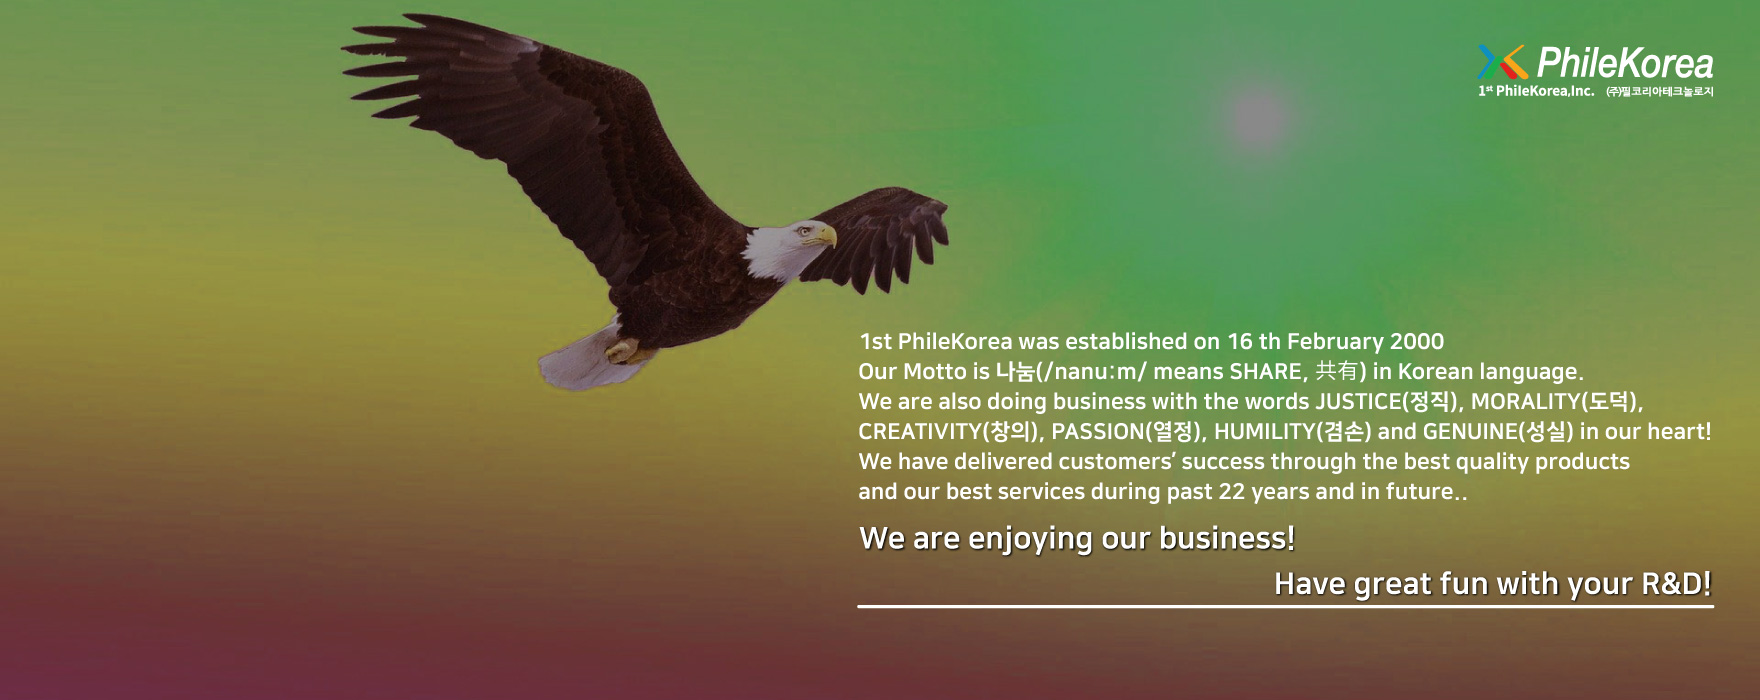 PhileKorea
1st PhileKorea,Inc. (주)필코리아테크놀로지
1st PhileKorea was established on 16 th February 2000
Our Motto is 나눔(/nanu:m/ means SHARE, 共有) in Korean language.
We are also doing business with the words JUSTICE(정직), MORALITY(도덕),
CREATIVITY(창의), PASSION(열정), HUMILITY(겸손) and GENUINE(성실) in our heart!
We have delivered customers’ success through the best quality products
and our best services during past 22 years and in future..
We are enjoying our business!
Have great fun with your R&D!